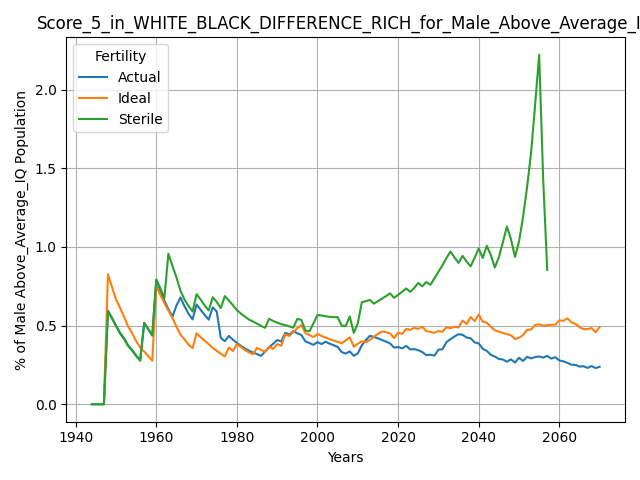 Score_5_in_WHITE_BLACK_DIFFERENCE_RICH_for_Male_Above_Average_I
Fertility
Actual
Ideal
Sterile
% of Male Above_Average_IQ Population
2.0
1.5
1.0
0.5
0.0
1940
1960
1980
2000
2020
2040
2060
Years